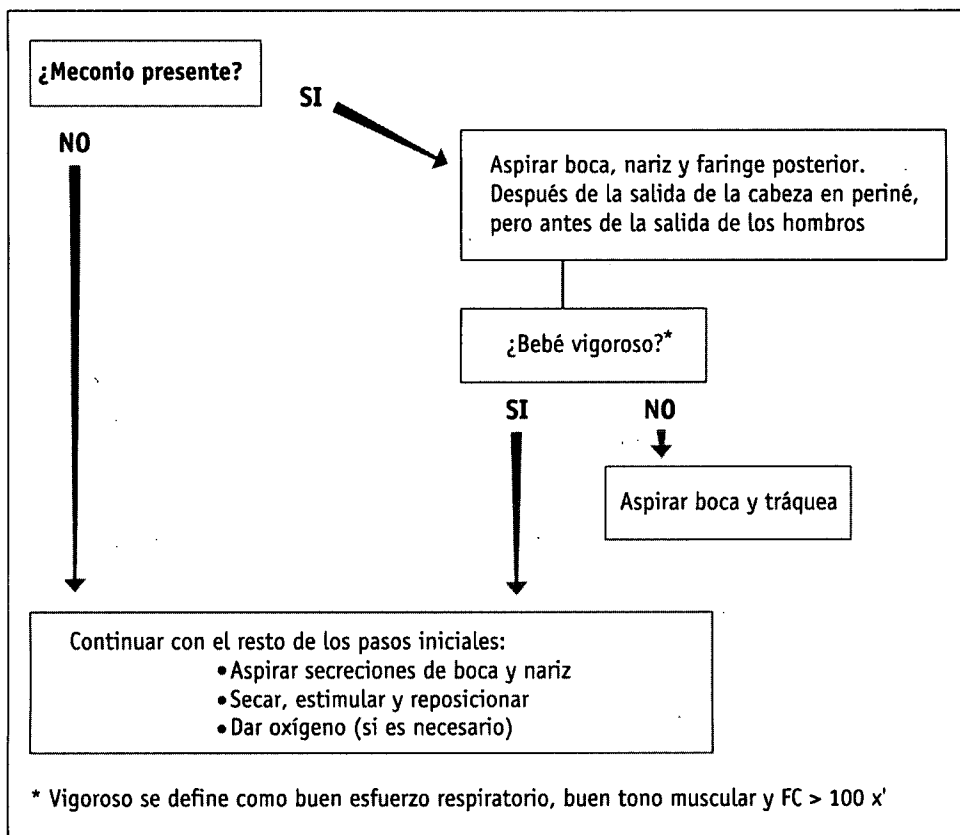 ¿Meconio presente?
SI
NO
Aspirar boca, nariz y faringe posterior.
Después de la salida de la cabeza en periné,
pero antes de la salida de los hombros
¿Bebé vigoroso?*
SI
NO
Aspirar boca y tráquea
Continuar con el resto de los pasos iniciales:
• Aspirar secreciones de boca y nariz
• Secar, estimular y reposicionar
• Dar oxígeno (si es necesario)
* Vigoroso se define como buen esfuerzo respiratorio, buen tono muscular y FC > 100 x'